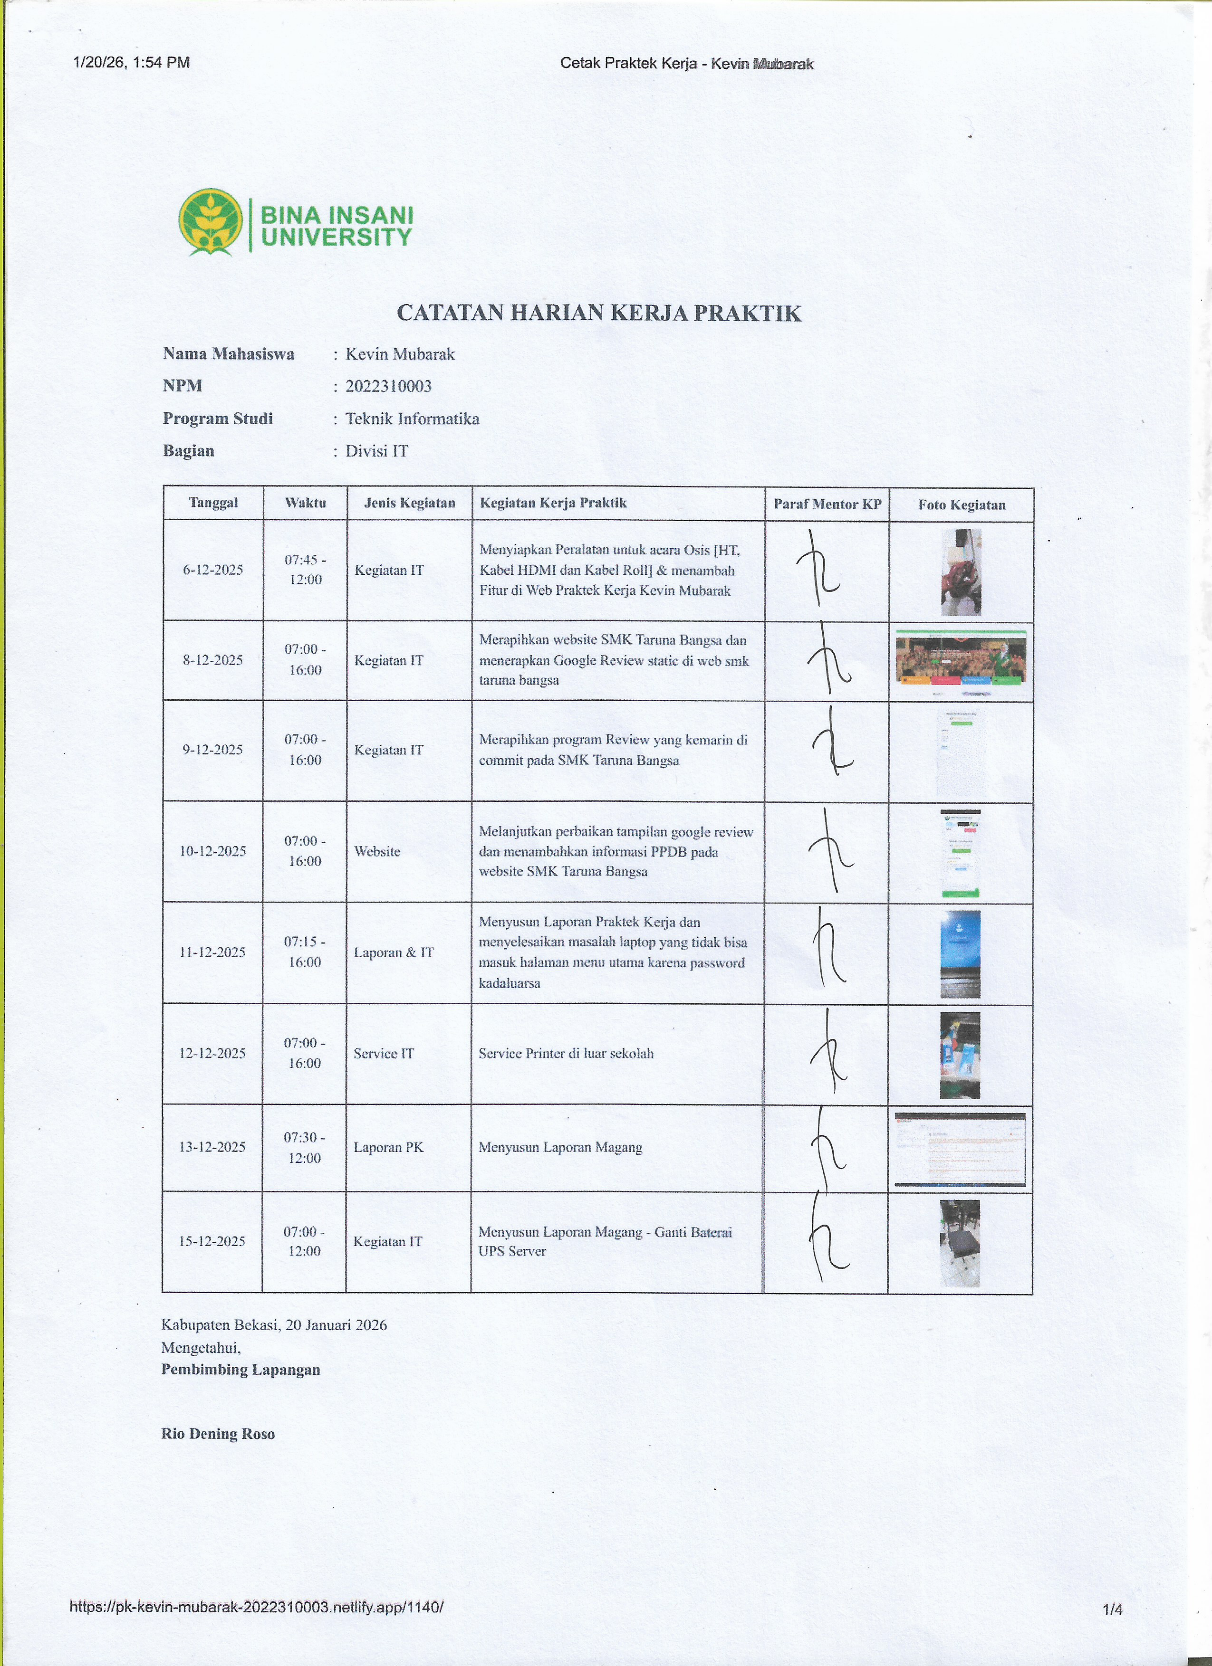 1/20/26, 1:54 PM
Cetak Praktek Kerja - Kevin Mubarak
BINA INSANI
UNIVERSITY
CATATAN HARIAN KERJA PRAKTIK
Nama Mahasiswa : Kevin Mubarak
NPM : 2022310003
Program Studi : Teknik Informatika
Bagian : Divisi IT
Tanggal Waktu Jenis Kegiatan Kegiatan Kerja Praktik Paraf Mentor KP Foto Kegiatan
6-12-2025
07:45 -
12:00
Kegiatan IT
Menyiapkan Peralatan untuk acara Osis [HT,
Kabel HDMI dan Kabel Roll] & menambah
Fitur di Web Praktek Kerja Kevin Mubarak
8-12-2025
07:00 -
16:00
Kegiatan IT
Merapihkan website SMK Taruna Bangsa dan
menerapkan Google Review static di web smk
taruna bangsa
9-12-2025
07:00 -
16:00
Kegiatan IT
Merapihkan program Review yang kemarin di
commit pada SMK Taruna Bangsa
10-12-2025
07:00 -
16:00
Website
Melanjutkan perbaikan tampilan google review
dan menambahkan informasi PPDB pada
website SMK Taruna Bangsa
11-12-2025
07:15 -
16:00
Laporan & IT
Menyusun Laporan Praktek Kerja dan
menyelesaikan masalah laptop yang tidak bisa
masuk halaman menu utama karena password
kadaluarsa
12-12-2025
07:00 -
16:00
Service IT
Service Printer di luar sekolah
13-12-2025
07:30 -
12:00
Laporan PK
Menyusun Laporan Magang
15-12-2025
07:00 -
12:00
Kegiatan IT
Menyusun Laporan Magang - Ganti Baterai
UPS Server
Kabupaten Bekasi, 20 Januari 2026
Mengetahui,
Pembimbing Lapangan
Rio Dening Roso
https://pk-kevin-mubarak-2022310003.netlify.app/1140/
1/4